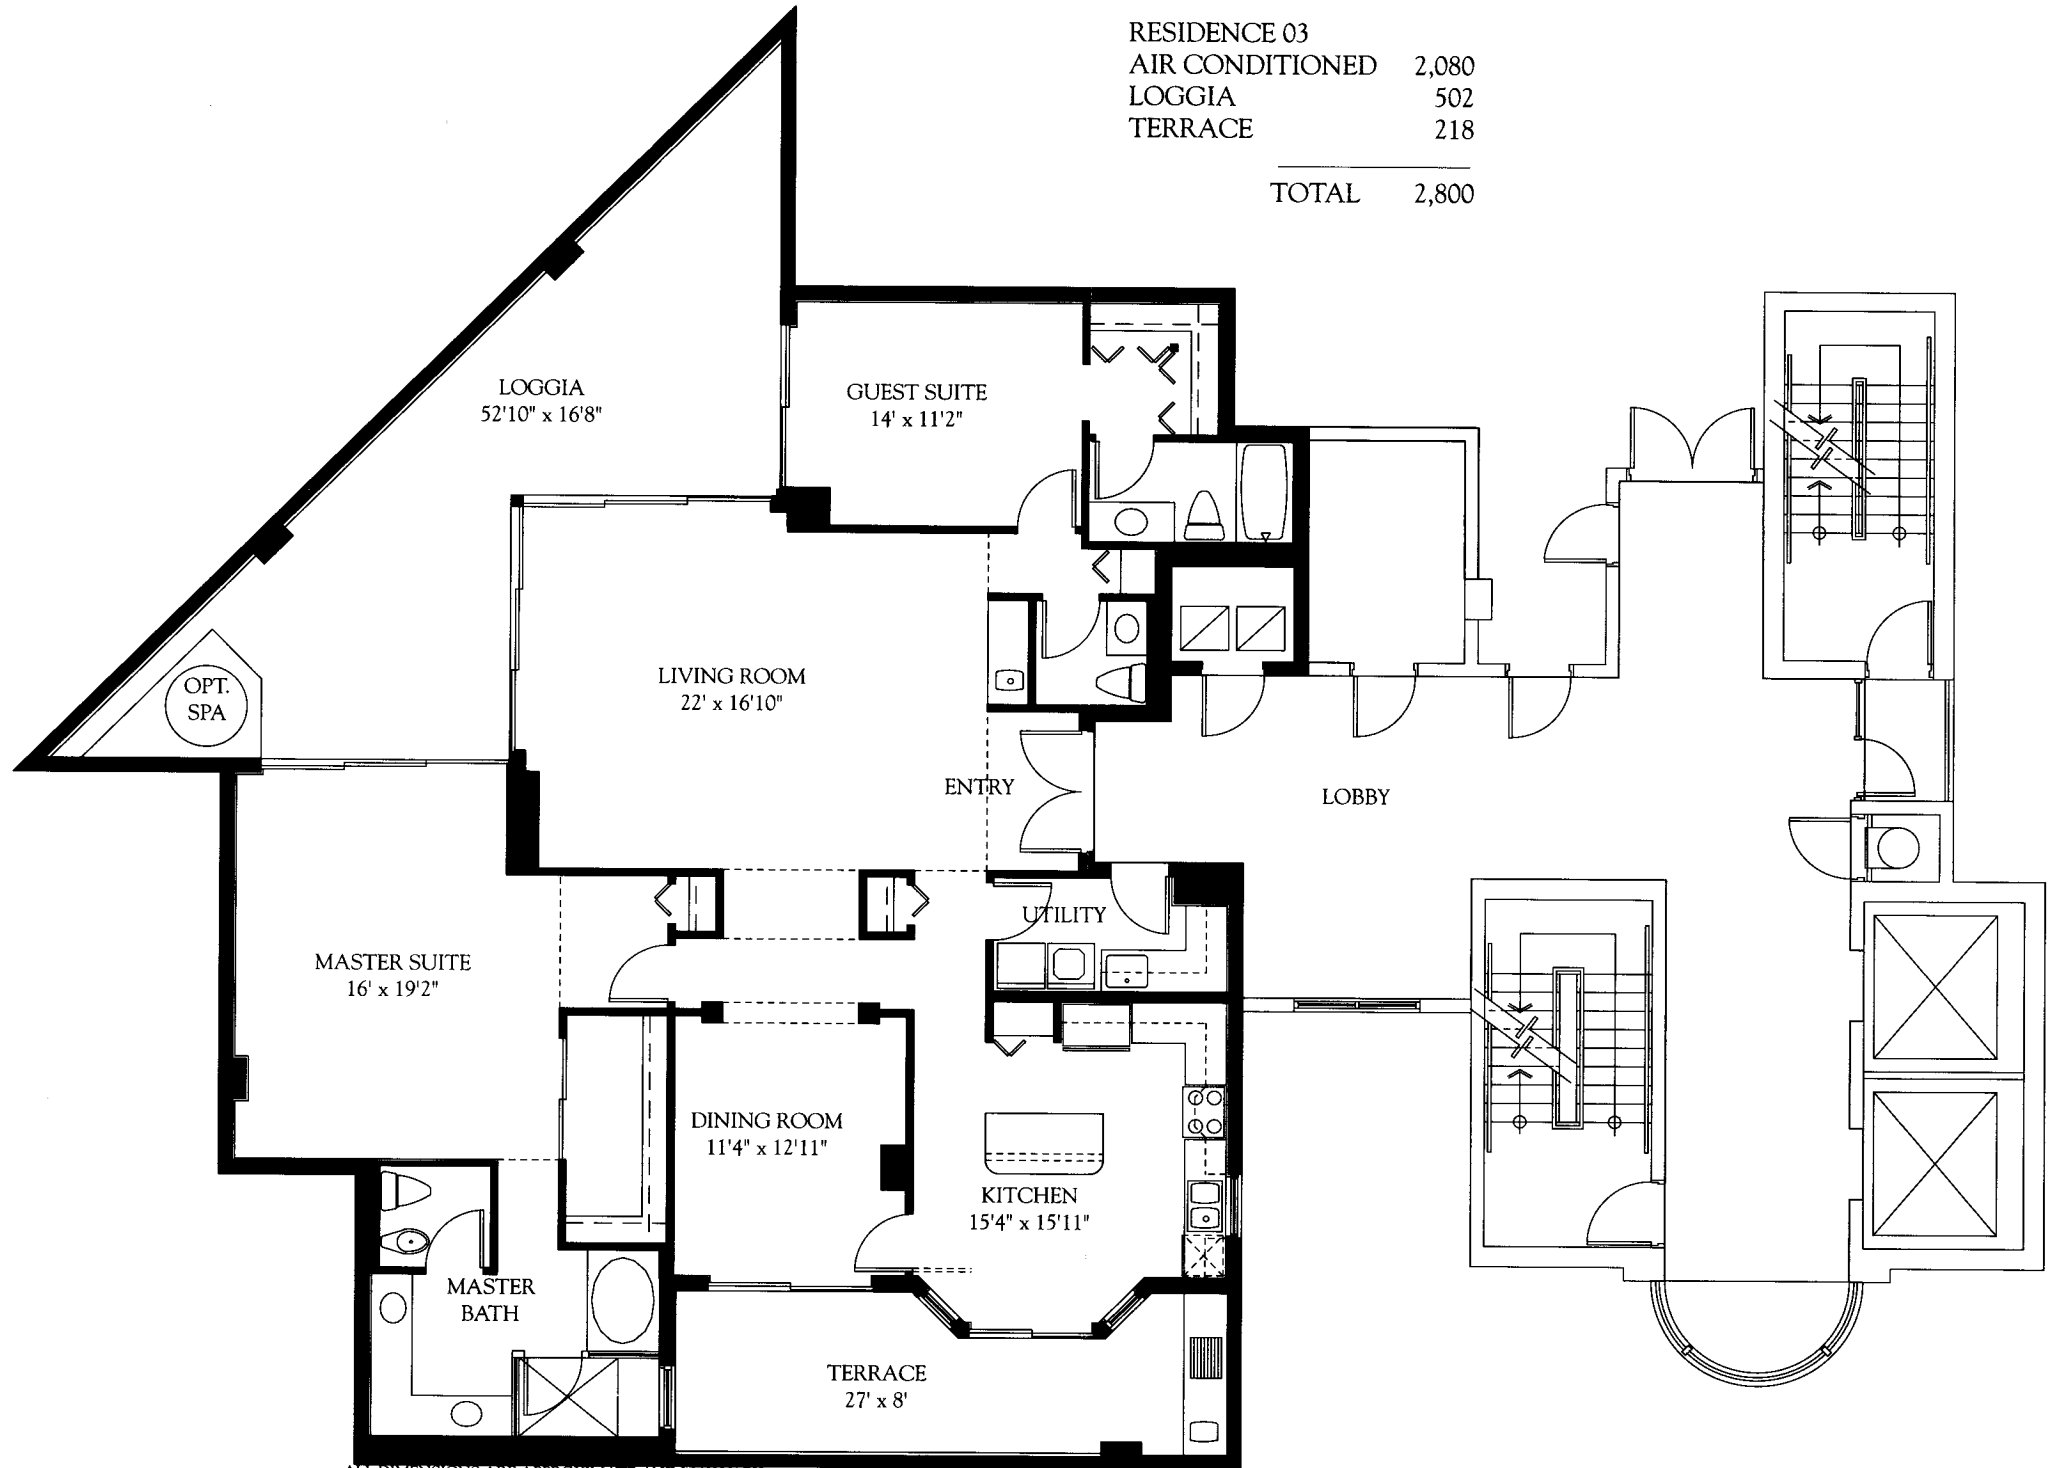 RESIDENCE 03
AIR CONDITIONED 2,080
LOGGIA 502
TERRACE 218
TOTAL 2,800
LOGGIA
52'10" x 16'8"
GUEST SUITE
14' x 11'2"
OPT.
SPA
LIVING ROOM
22' x 16'10"
ENTRY
LOBBY
UTILITY
MASTER SUITE
16' x 19'2"
DINING ROOM
11'4" x 12'11"
KITCHEN
15'4" x 15'11"
MASTER
BATH
TERRACE
27' x 8'